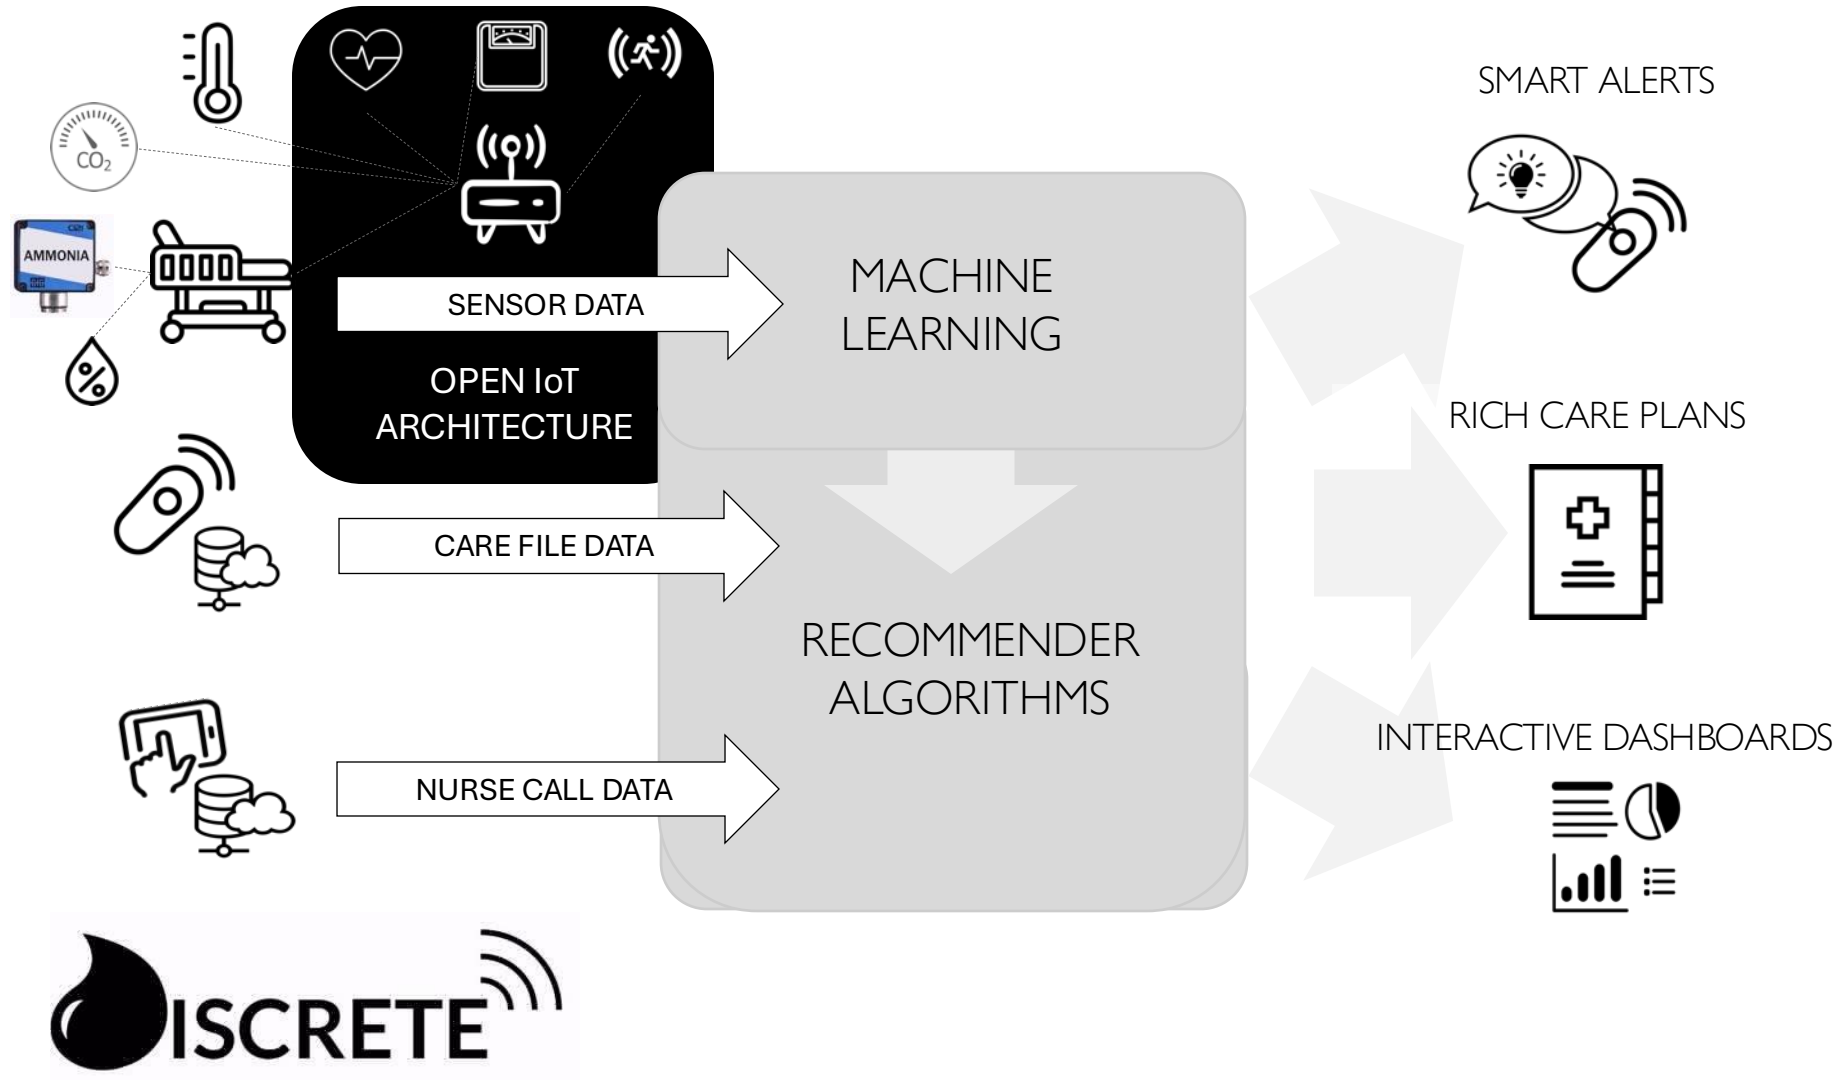 CO₂
AMMONIA
SENSOR DATA
OPEN IoT
ARCHITECTURE
MACHINE
LEARNING
CARE FILE DATA
RECOMMENDER
ALGORITHMS
NURSE CALL DATA
SMART ALERTS
RICH CARE PLANS
INTERACTIVE DASHBOARDS
DISCRETE